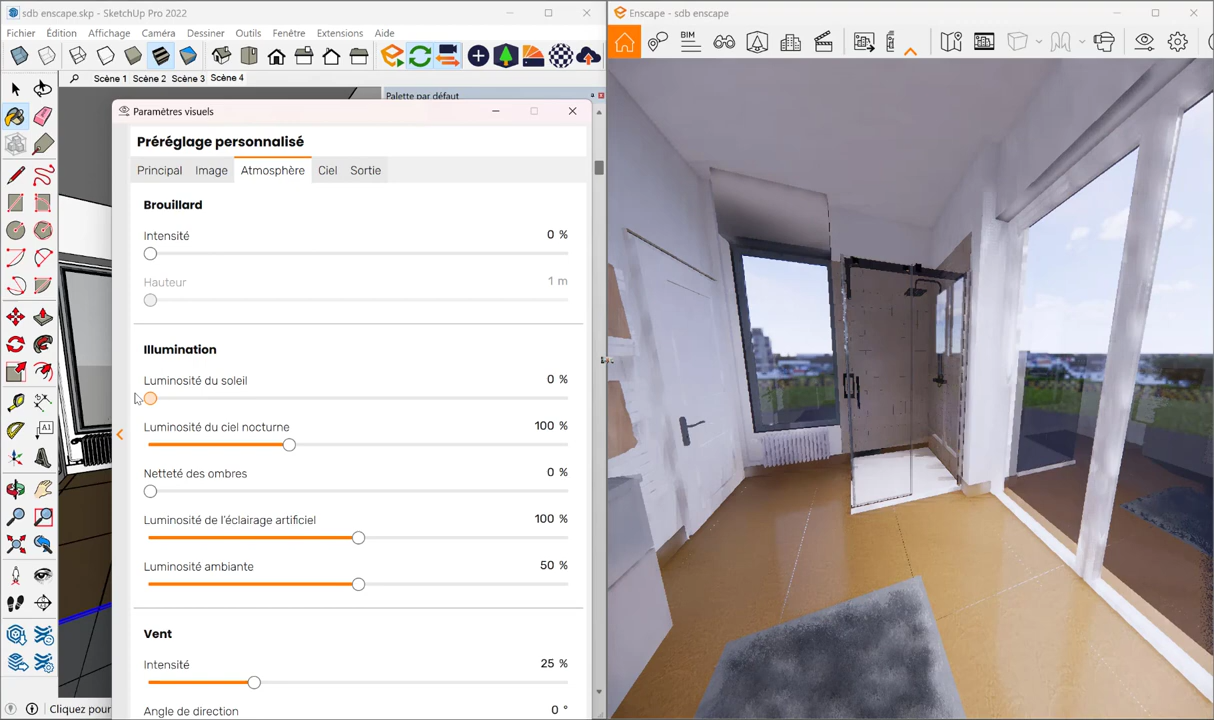 sdb enscape.skp - SketchUp Pro 2022
Enscape - sdb enscape
Fichier Édition Affichage Caméra Dessiner Outils Fenêtre Extensions Aide
BIM
Scène 1 Scène 2 Scène 3 Scène 4
Palette par défaut
Paramètres visuels
Préréglage personnalisé
Principal Image Atmosphère Ciel Sortie
Brouillard
Intensité 0 %
Hauteur 1 m
Illumination
Luminosité du soleil 0 %
Luminosité du ciel nocturne 100 %
Netteté des ombres 0 %
Luminosité de l'éclairage artificiel 100 %
Luminosité ambiante 50 %
Vent
Intensité 25 %
Angle de direction 0 °
A1
Cliquez pour